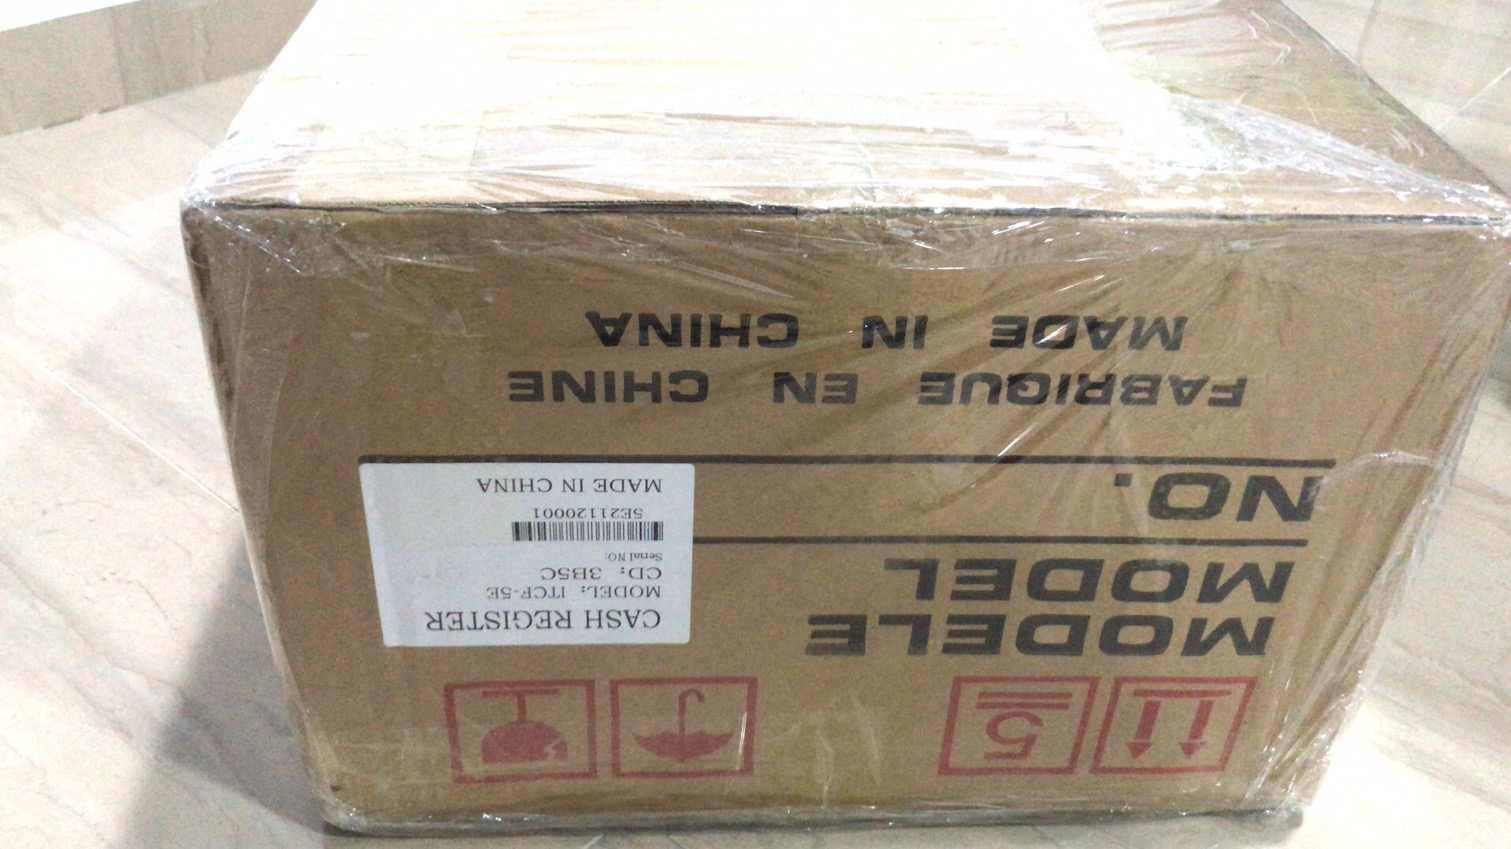 5
MODELE
MODEL
NO.
FABRIQUE EN CHINE
MADE IN CHINA
CASH REGISTER
MODEL: ITCF-5E
CD: 3B5C
Serial NO:
5E21120001
MADE IN CHINA